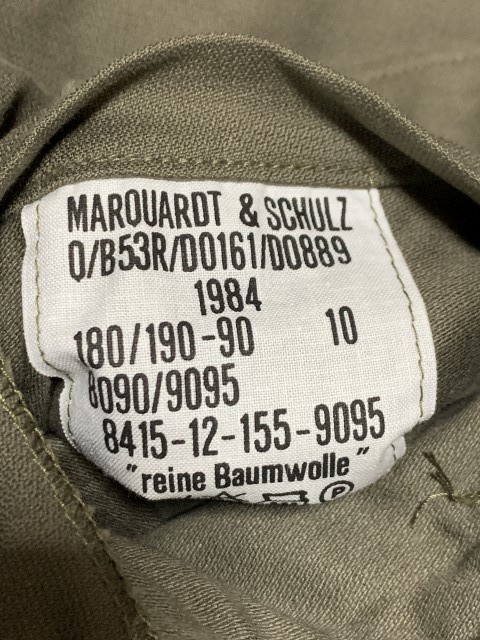 MARQUARDT & SCHULZ
Q/B53R/D0161/D0889
1984
180/190-90 10
8090/9095
8415-12-155-9095
"reine Baumwolle"
P